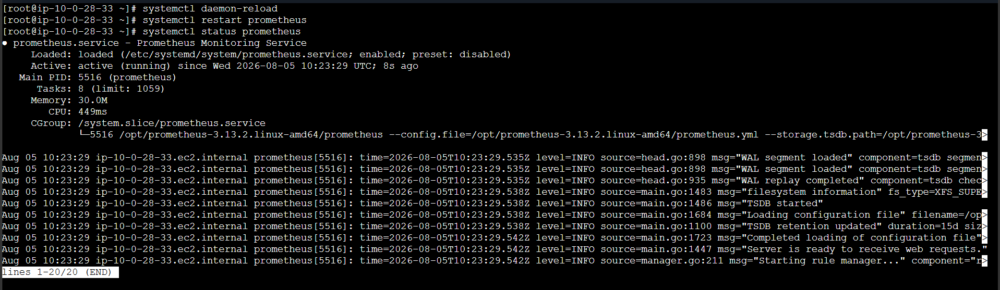 [root@ip-10-0-28-33 ~]# systemctl daemon-reload
[root@ip-10-0-28-33 ~]# systemctl restart prometheus
[root@ip-10-0-28-33 ~]# systemctl status prometheus
● prometheus.service - Prometheus Monitoring Service
     Loaded: loaded (/etc/systemd/system/prometheus.service; enabled; preset: disabled)
     Active: active (running) since Wed 2026-08-05 10:23:29 UTC; 8s ago
   Main PID: 5516 (prometheus)
      Tasks: 8 (limit: 1059)
     Memory: 30.0M
        CPU: 449ms
     CGroup: /system.slice/prometheus.service
             └─5516 /opt/prometheus-3.13.2.linux-amd64/prometheus --config.file=/opt/prometheus-3.13.2.linux-amd64/prometheus.yml --storage.tsdb.path=/opt/prometheus-3>
Aug 05 10:23:29 ip-10-0-28-33.ec2.internal prometheus[5516]: time=2026-08-05T10:23:29.535Z level=INFO source=head.go:898 msg="WAL segment loaded" component=tsdb segmen>
Aug 05 10:23:29 ip-10-0-28-33.ec2.internal prometheus[5516]: time=2026-08-05T10:23:29.535Z level=INFO source=head.go:898 msg="WAL segment loaded" component=tsdb segmen>
Aug 05 10:23:29 ip-10-0-28-33.ec2.internal prometheus[5516]: time=2026-08-05T10:23:29.535Z level=INFO source=head.go:935 msg="WAL replay completed" component=tsdb chec>
Aug 05 10:23:29 ip-10-0-28-33.ec2.internal prometheus[5516]: time=2026-08-05T10:23:29.538Z level=INFO source=main.go:1483 msg="filesystem information" fs_type=XFS_SUPE>
Aug 05 10:23:29 ip-10-0-28-33.ec2.internal prometheus[5516]: time=2026-08-05T10:23:29.538Z level=INFO source=main.go:1486 msg="TSDB started"
Aug 05 10:23:29 ip-10-0-28-33.ec2.internal prometheus[5516]: time=2026-08-05T10:23:29.538Z level=INFO source=main.go:1684 msg="Loading configuration file" filename=/op>
Aug 05 10:23:29 ip-10-0-28-33.ec2.internal prometheus[5516]: time=2026-08-05T10:23:29.538Z level=INFO source=main.go:1100 msg="TSDB retention updated" duration=15d siz>
Aug 05 10:23:29 ip-10-0-28-33.ec2.internal prometheus[5516]: time=2026-08-05T10:23:29.542Z level=INFO source=main.go:1723 msg="Completed loading of configuration file">
Aug 05 10:23:29 ip-10-0-28-33.ec2.internal prometheus[5516]: time=2026-08-05T10:23:29.542Z level=INFO source=main.go:1447 msg="Server is ready to receive web requests."
Aug 05 10:23:29 ip-10-0-28-33.ec2.internal prometheus[5516]: time=2026-08-05T10:23:29.542Z level=INFO source=manager.go:211 msg="Starting rule manager..." component="r>
lines 1-20/20 (END)